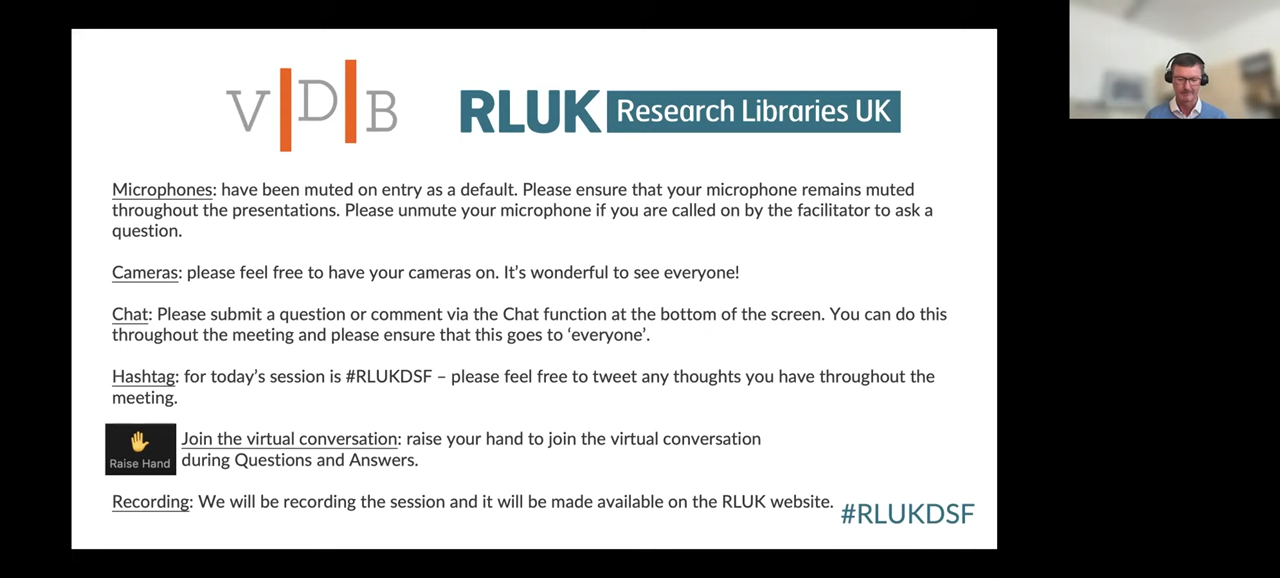 V D B
RLUK Research Libraries UK
Microphones: have been muted on entry as a default. Please ensure that your microphone remains muted
throughout the presentations. Please unmute your microphone if you are called on by the facilitator to ask a
question.
Cameras: please feel free to have your cameras on. It's wonderful to see everyone!
Chat: Please submit a question or comment via the Chat function at the bottom of the screen. You can do this
throughout the meeting and please ensure that this goes to ‘everyone’.
Hashtag: for today's session is #RLUKDSF – please feel free to tweet any thoughts you have throughout the
meeting.
Raise Hand
Join the virtual conversation: raise your hand to join the virtual conversation
during Questions and Answers.
Recording: We will be recording the session and it will be made available on the RLUK website.
#RLUKDSF